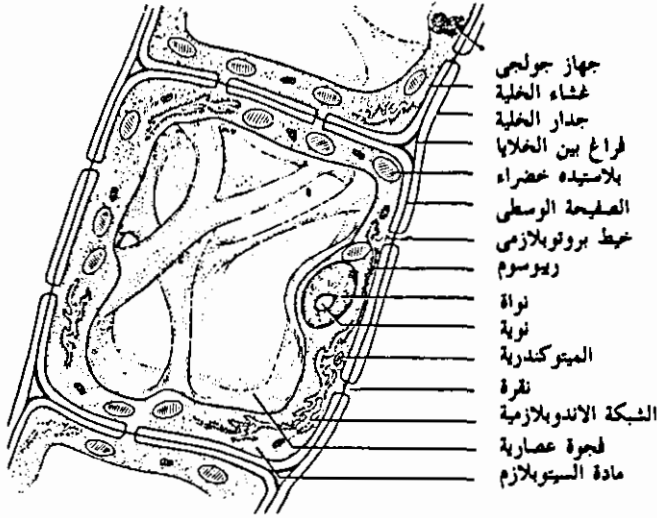 جهاز جولجى
غشاء الخلية
جدار الخلية
فراغ بين الخلايا
بلاستيده خضراء
الصفيحة الوسطى
خيط بروتوبلازمى
ريبوسوم
نواة
نوية
الميتوكندرية
نقرة
الشبكة الاندوبلازمية
فجوة عصارية
مادة السيتوبلازم